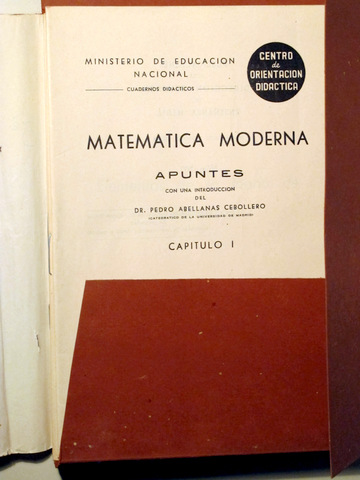 MINISTERIO DE EDUCACION
NACIONAL
CUADERNOS DIDACTICOS
CENTRO
de
ORIENTACION
DIDACTICA
MATEMATICA MODERNA
APUNTES
CON UNA INTRODUCCION
DEL
DR. PEDRO ABELLANAS CEBOLLERO
(CATEDRATICO DE LA UNIVERSIDAD DE MADRID)
CAPITULO I